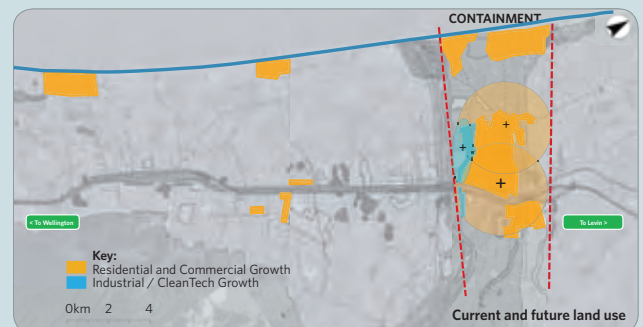 CONTAINMENT
< To Wellington
To Levin >
Key:
Residential and Commercial Growth
Industrial / CleanTech Growth
0km 2 4
Current and future land use